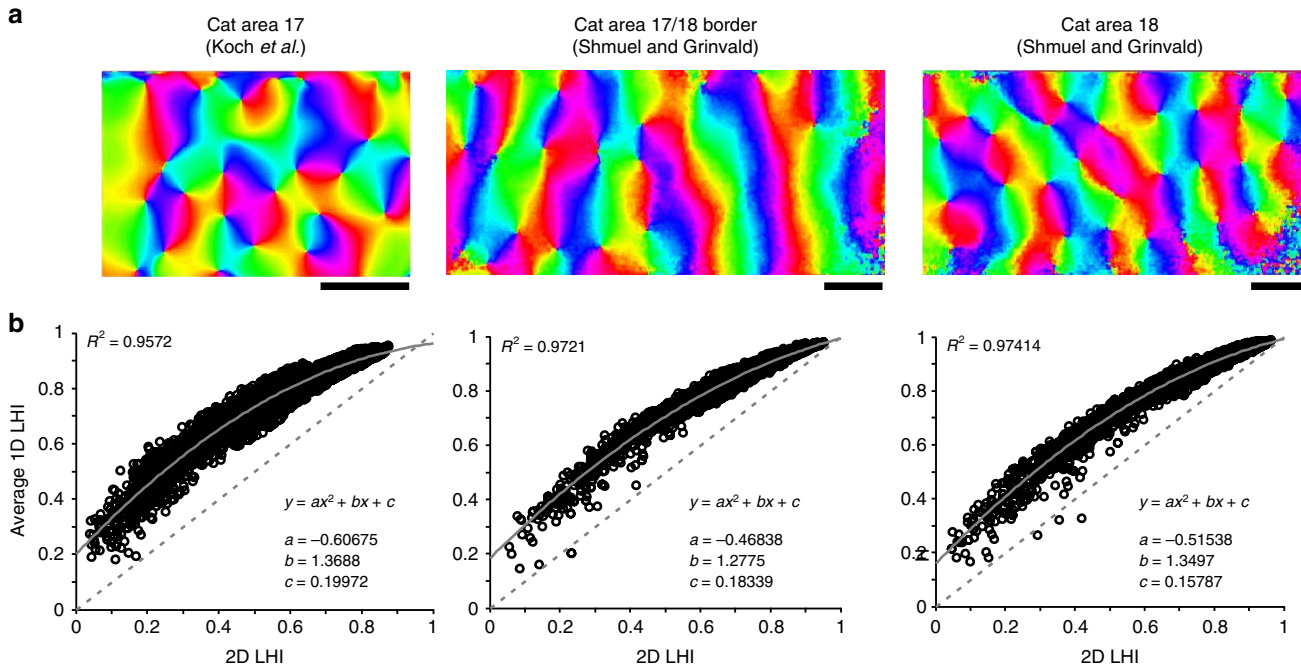 a
Cat area 17
(Koch et al.)
Cat area 17/18 border
(Shmuel and Grinvald)
Cat area 18
(Shmuel and Grinvald)
b
Average 1D LHI
1
0.8
0.6
0.4
0.2
0
R² = 0.9572
y = ax² + bx + c
a = –0.60675
b = 1.3688
c = 0.19972
0 0.2 0.4 0.6 0.8 1
2D LHI
1
0.8
0.6
0.4
0.2
0
R² = 0.9721
y = ax² + bx + c
a = –0.46838
b = 1.2775
c = 0.18339
0 0.2 0.4 0.6 0.8 1
2D LHI
1
0.8
0.6
0.4
0.2
0
R² = 0.97414
y = ax² + bx + c
a = –0.51538
b = 1.3497
c = 0.15787
0 0.2 0.4 0.6 0.8 1
2D LHI